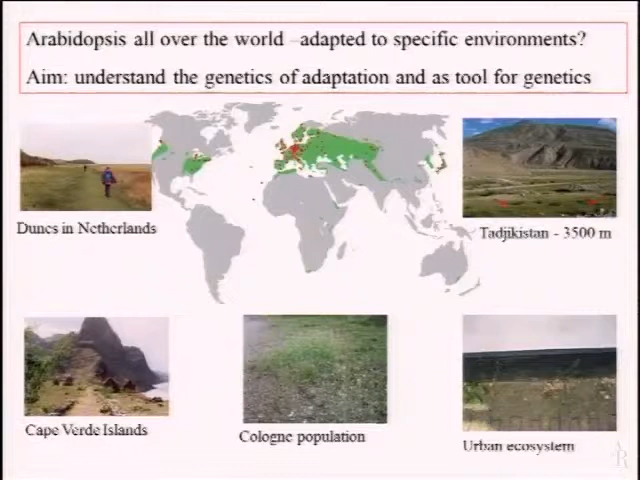 Arabidopsis all over the world –adapted to specific environments?
Aim: understand the genetics of adaptation and as tool for genetics
Dunes in Netherlands
Tadjikistan - 3500 m
Cape Verde Islands
Cologne population
Urban ecosystem